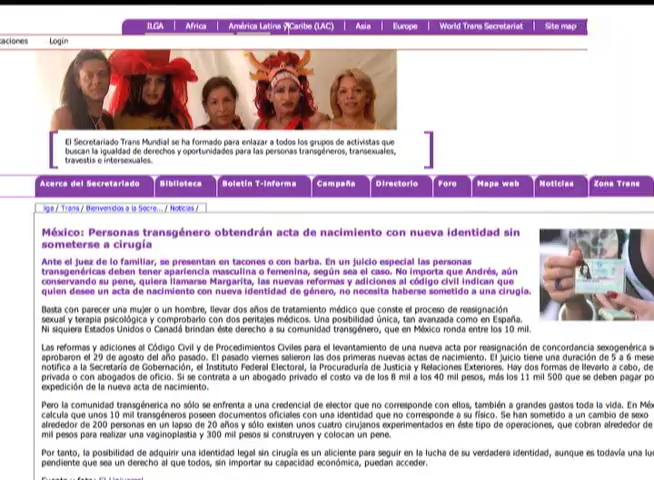 ILGA | Africa | América Latina y Caribe (LAC) | Asia | Europe | World Trans Secretariat | Site map
aciones Login
El Secretariado Trans Mundial se ha formado para enlazar a todos los grupos de activistas que
buscan la igualdad de derechos y oportunidades para las personas transgéneros, transexuales,
travestis e intersexuales.
Acerca del Secretariado Biblioteca Boletin T-Informa Campaña Directorio Foro Mapa web Noticias Zona Trans
ilga / Trans / Bienvenidos a la Secre... / Noticias /
México: Personas transgénero obtendrán acta de nacimiento con nueva identidad sin
someterse a cirugía
Ante el juez de lo familiar, se presentan en tacones o con barba. En un juicio especial las personas
transgenéricas deben tener apariencia masculina o femenina, según sea el caso. No importa que Andrés, aún
conservando su pene, quiera llamarse Margarita, las nuevas reformas y adiciones al código civil indican que
quien desee un acta de nacimiento con nueva identidad de género, no necesita haberse sometido a una cirugía.
Basta con parecer una mujer o un hombre, llevar dos años de tratamiento médico que conste el proceso de reasignación
sexual y terapia psicológica y comprobarlo con dos peritajes médicos. Una posibilidad única, tan avanzada como en España.
Ni siquiera Estados Unidos o Canadá brindan éste derecho a su comunidad transgénero, que en México ronda entre los 10 mil.
Las reformas y adiciones al Código Civil y de Procedimientos Civiles para el levantamiento de una nueva acta por reasignación de concordancia sexogenérica s
aprobaron el 29 de agosto del año pasado. El pasado viernes salieron las dos primeras nuevas actas de nacimiento. El juicio tiene una duración de 5 a 6 mese
notifica a la Secretaría de Gobernación, el Instituto Federal Electoral, la Procuraduría de Justicia y Relaciones Exteriores. Hay dos formas de llevarlo a cabo, de
privada o con abogados de oficio. Si se contrata a un abogado privado el costo va de los 8 mil a los 40 mil pesos, más los 11 mil 500 que se deben pagar po
expedición de la nueva acta de nacimiento.
Pero la comunidad transgénerica no sólo se enfrenta a una credencial de elector que no corresponde con ellos, también a grandes gastos toda la vida. En Méx
calcula que unos 10 mil transgéneros poseen documentos oficiales con una identidad que no corresponde a su físico. Se han sometido a un cambio de sexo
alrededor de 200 personas en un lapso de 20 años y sólo existen unos cuatro cirujanos experimentados en éste tipo de operaciones, que cobran alrededor de
mil pesos para realizar una vaginoplastia y 300 mil pesos si construyen y colocan un pene.
Por tanto, la posibilidad de adquirir una identidad legal sin cirugía es un aliciente para seguir en la lucha de su verdadera identidad, aunque es todavía una luc
pendiente que sea un derecho al que todos, sin importar su capacidad económica, puedan acceder.